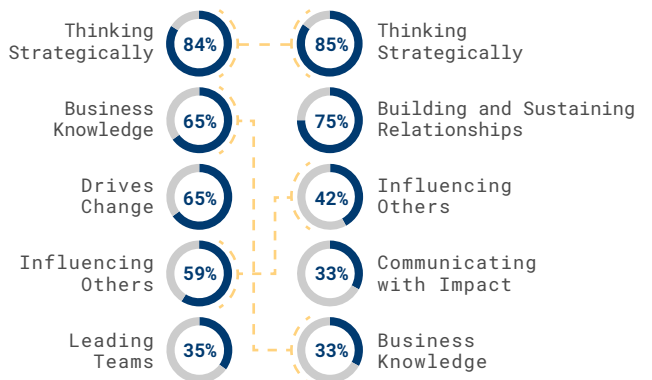 Thinking
Strategically
84%
85%
Thinking
Strategically
Business
Knowledge
65%
75%
Building and Sustaining
Relationships
Drives
Change
65%
42%
Influencing
Others
Influencing
Others
59%
33%
Communicating
with Impact
Leading
Teams
35%
33%
Business
Knowledge